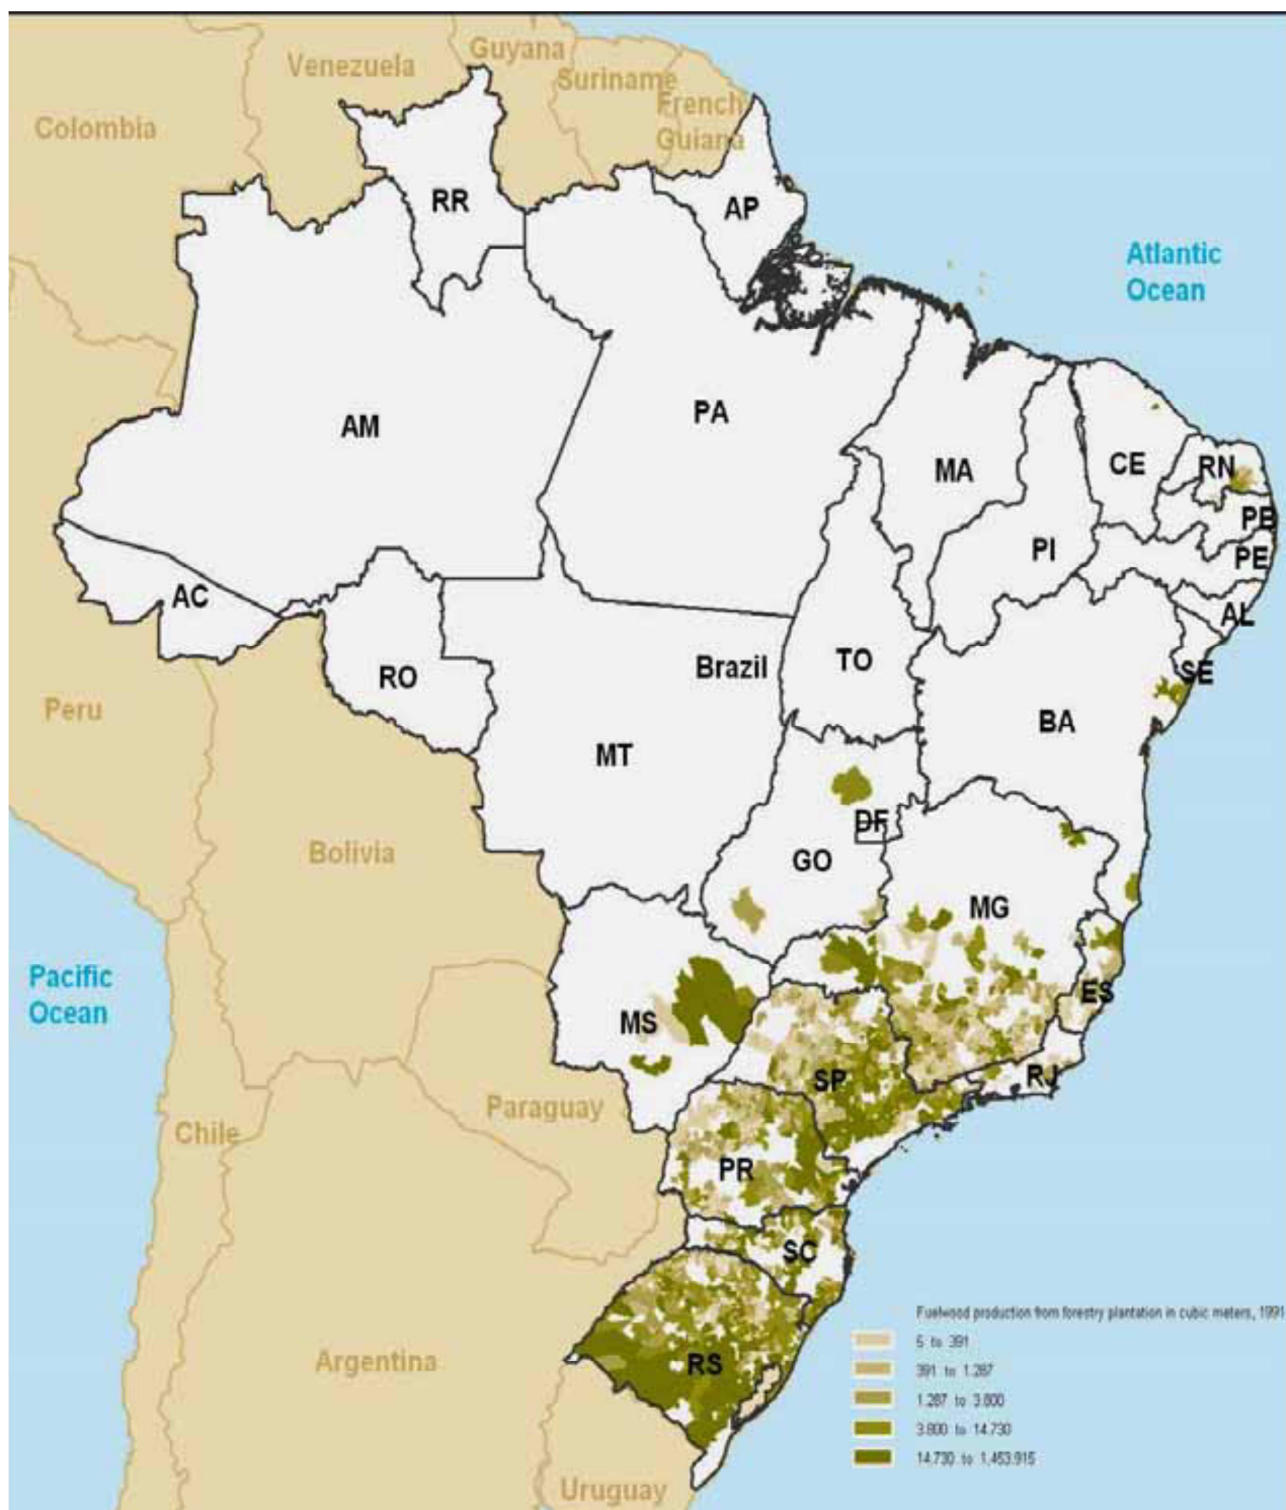 Guyana
Venezuela
Suriname
French
Guiana
Colombia
RR
AP
Atlantic
Ocean
AM
PA
MA
CE
RN
PB
PI
PE
AC
AL
Brazil
TO
SE
RO
Peru
BA
MT
DF
Bolivia
GO
MG
Pacific
Ocean
ES
MS
RJ
SP
Paraguay
Chile
PR
SC
Fuelwood production from forestry plantation in cubic meters, 1991
5 to 391
391 to 1.287
1.287 to 3.800
3.800 to 14.730
14.730 to 1,453.915
Argentina
RS
Uruguay